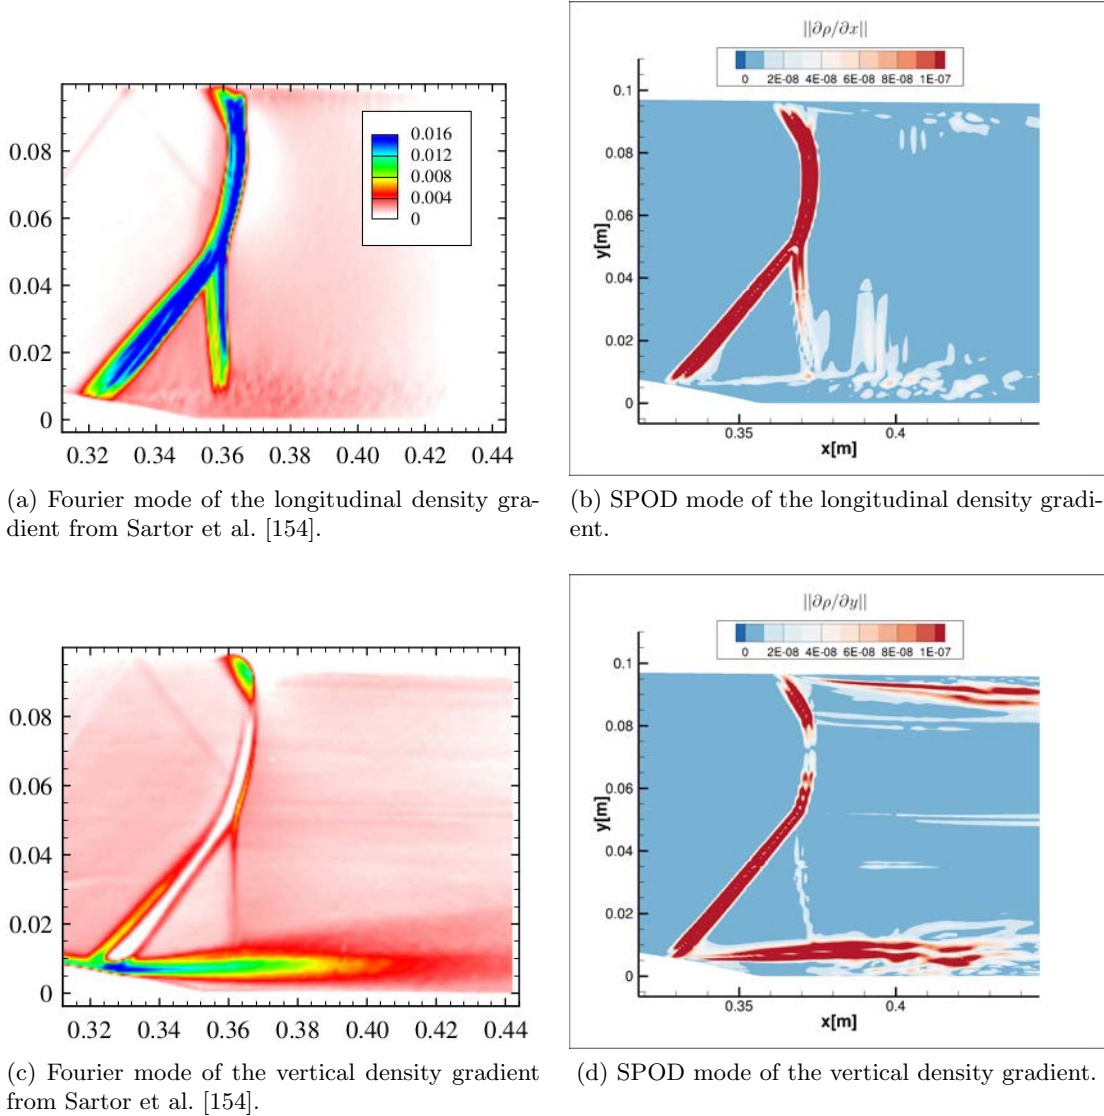 ||∂ρ/∂x||
0 2E-08 4E-08 6E-08 8E-08 1E-07
0.016
0.012
0.008
0.004
0
0.08
0.06
0.04
0.02
0
0.32 0.34 0.36 0.38 0.40 0.42 0.44
0.1
0.08
0.06
y[m]
0.04
0.02
0
0.35 0.4
x[m]
(a) Fourier mode of the longitudinal density gra-
dient from Sartor et al. [154].
(b) SPOD mode of the longitudinal density gradi-
ent.
||∂ρ/∂y||
0 2E-08 4E-08 6E-08 8E-08 1E-07
0.08
0.06
0.04
0.02
0
0.32 0.34 0.36 0.38 0.40 0.42 0.44
0.1
0.08
0.06
y[m]
0.04
0.02
0
0.35 0.4
x[m]
(c) Fourier mode of the vertical density gradient
from Sartor et al. [154].
(d) SPOD mode of the vertical density gradient.